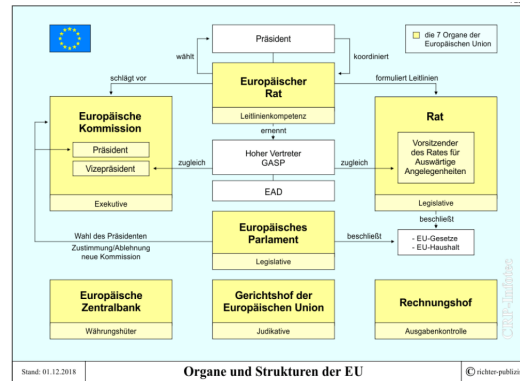 Präsident
die 7 Organe der
Europäischen Union
wählt
koordiniert
schlägt vor
Europäischer
Rat
Leitlinienkompetenz
formuliert Leitlinien
Europäische
Kommission
Präsident
Vizepräsident
Exekutive
ernennt
zugleich
Hoher Vertreter
GASP
EAD
zugleich
Rat
Vorsitzender
des Rates für
Auswärtige
Angelegenheiten
Legislative
beschließt
Wahl des Präsidenten
Zustimmung/Ablehnung
neue Kommission
Europäisches
Parlament
Legislative
beschließt
- EU-Gesetze
- EU-Haushalt
Europäische
Zentralbank
Währungshüter
Gerichtshof der
Europäischen Union
Judikative
Rechnungshof
Ausgabenkontrolle
Stand: 01.12.2018
Organe und Strukturen der EU
© richter-publizis